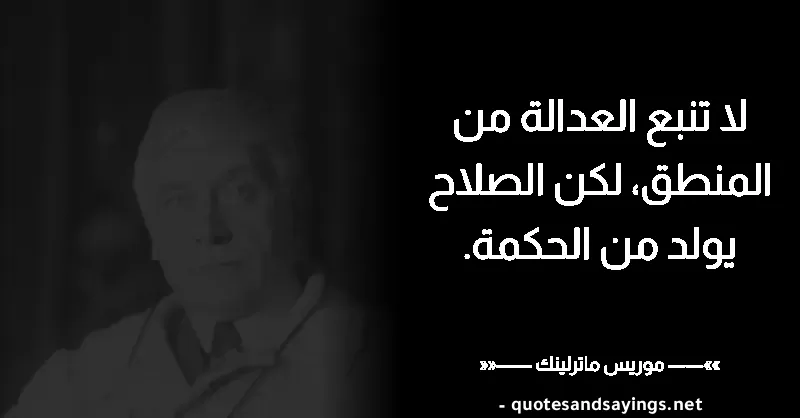 لا تنبع العدالة من
المنطق، لكن الصلاح
يولد من الحكمة.
»——— موريس ماترلينك ———««
- quotesandsayings.net